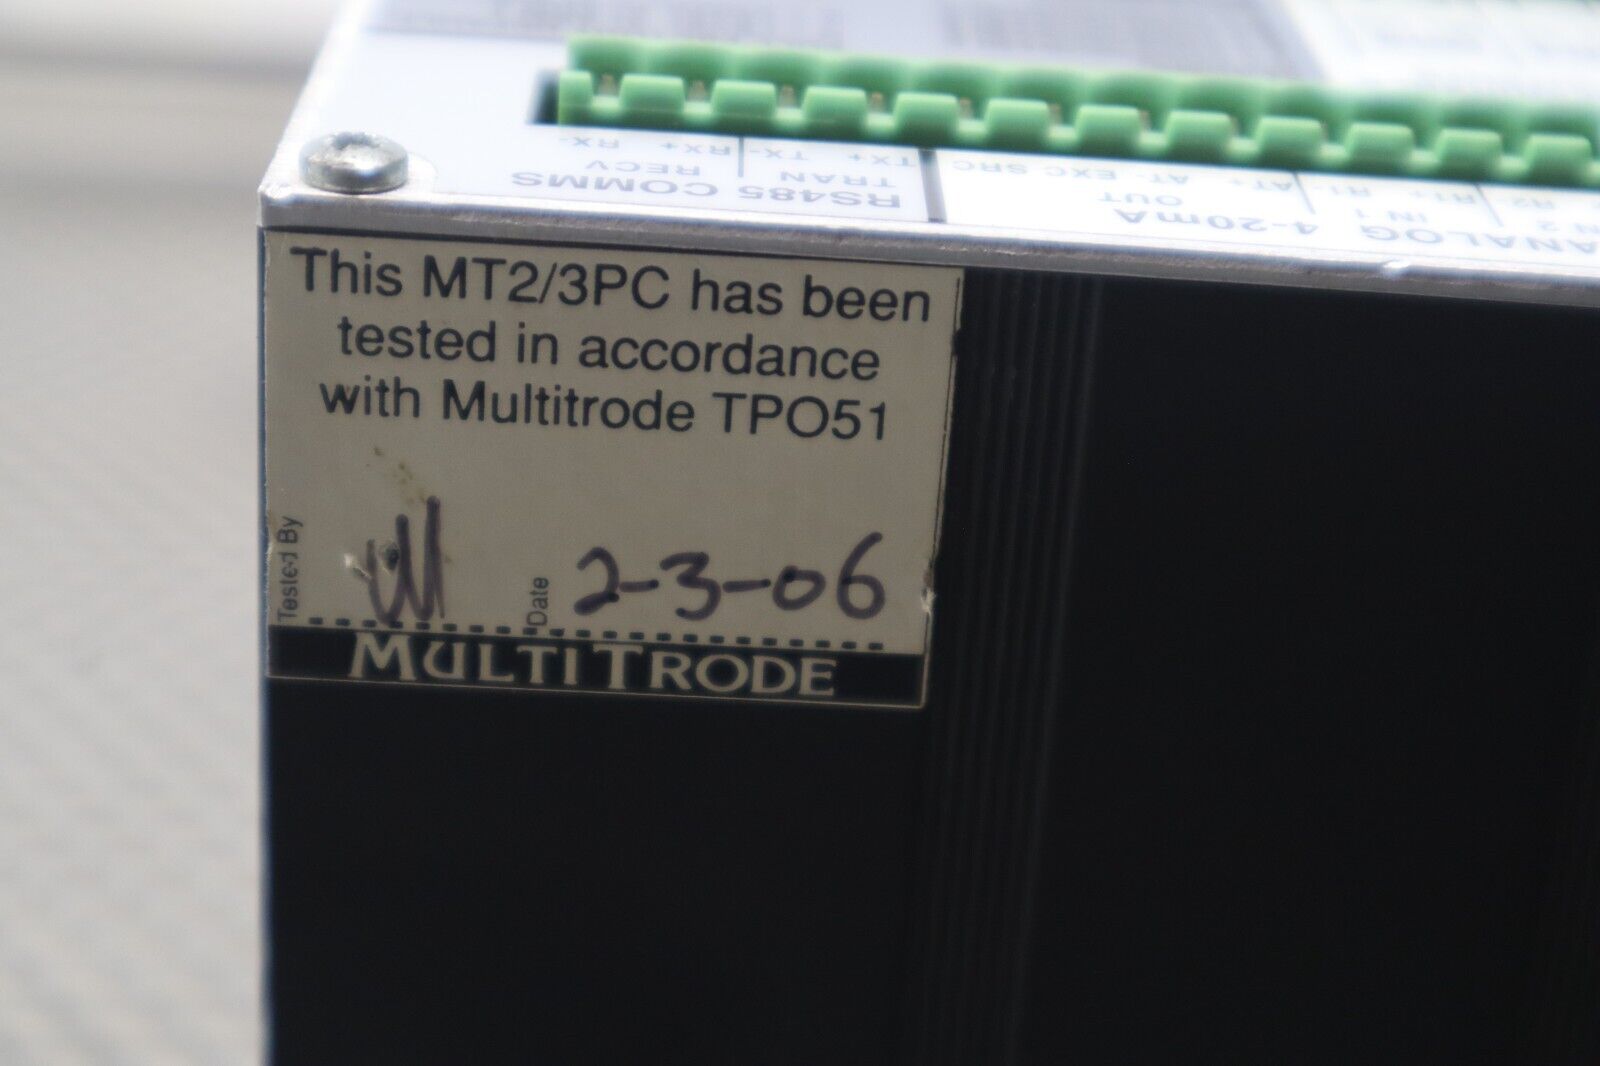 This MT2/3PC has been
tested in accordance
with Multitrode TPO51
Tested By
Date 2-3-06
MULTITRODE
RS485 COMMS
RECV TRAN
RX- RX+ TX- TX+
ANALOG 4-20mA
IN 1 OUT
R1+ R1- AT+ AT- EXC SRC
R2-